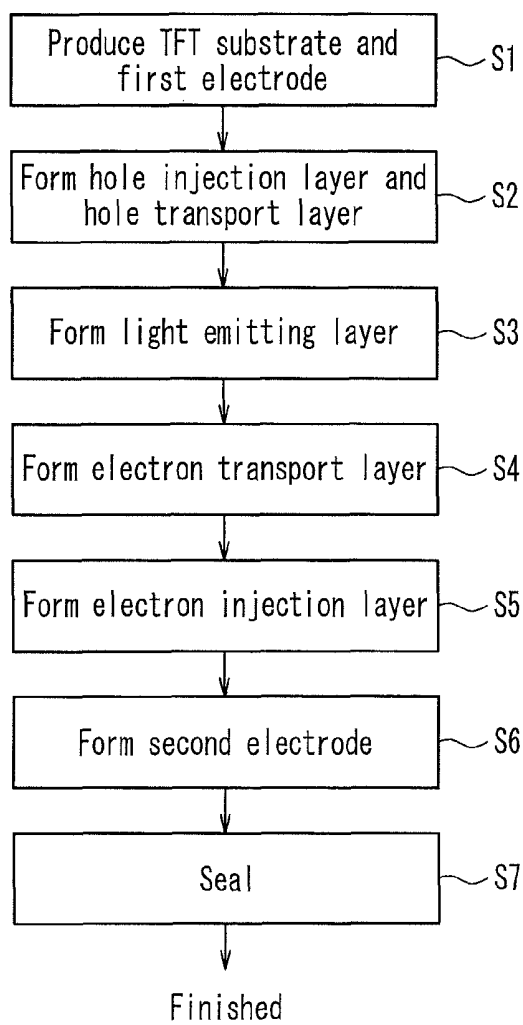 Produce TFT substrate and
first electrode
S1
Form hole injection layer and
hole transport layer
S2
Form light emitting layer
S3
Form electron transport layer
S4
Form electron injection layer
S5
Form second electrode
S6
Seal
S7
Finished